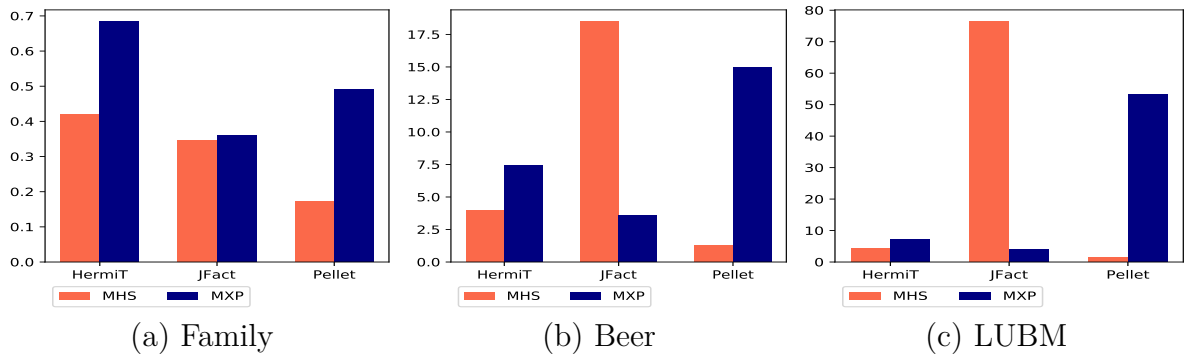 0.7
0.6
0.5
0.4
0.3
0.2
0.1
0.0
HermiT JFact Pellet
MHS MXP
(a) Family
17.5
15.0
12.5
10.0
7.5
5.0
2.5
0.0
HermiT JFact Pellet
MHS MXP
(b) Beer
80
70
60
50
40
30
20
10
0
HermiT JFact Pellet
MHS MXP
(c) LUBM